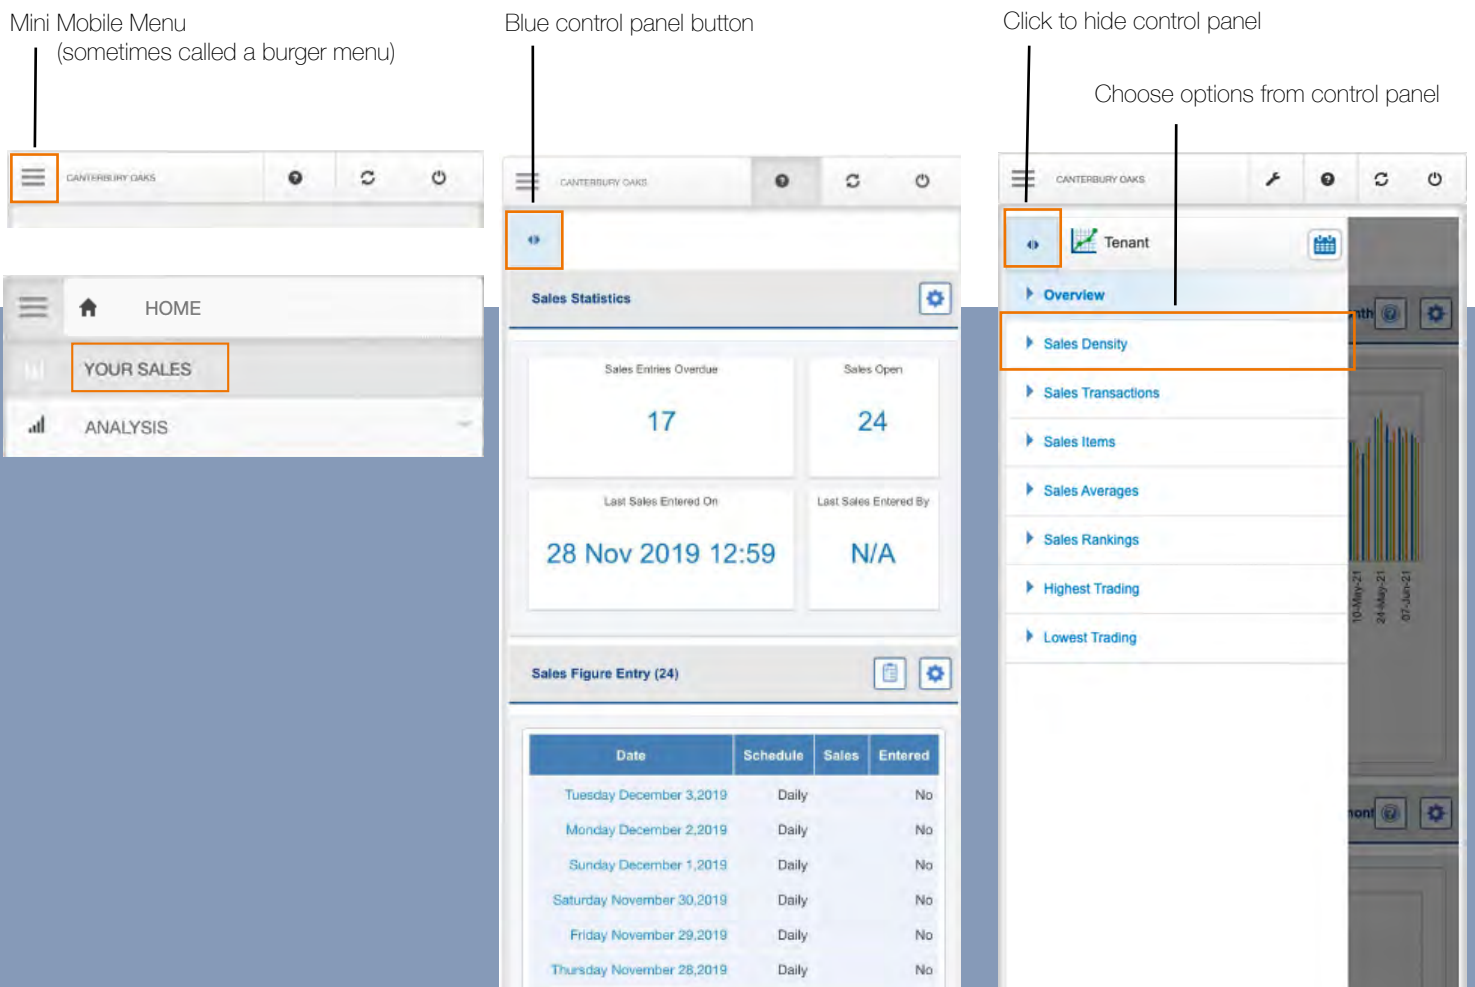 Mini Mobile Menu
(sometimes called a burger menu)
CANTERBURY OAKS
HOME
YOUR SALES
ANALYSIS
Blue control panel button
CANTERBURY OAKS
Sales Statistics
Sales Entries Overdue
17
Sales Open
24
Last Sales Entered On
28 Nov 2019 12:59
Last Sales Entered By
N/A
Sales Figure Entry (24)
Date Schedule Sales Entered
Tuesday December 3,2019 Daily No
Monday December 2,2019 Daily No
Sunday December 1,2019 Daily No
Saturday November 30,2019 Daily No
Friday November 29,2019 Daily No
Thursday November 28,2019 Daily No
Click to hide control panel
Choose options from control panel
CANTERBURY OAKS
Tenant
Overview
Sales Density
Sales Transactions
Sales Items
Sales Averages
Sales Rankings
Highest Trading
Lowest Trading
nth
10-May-21
24-May-21
07-Jun-21
mont